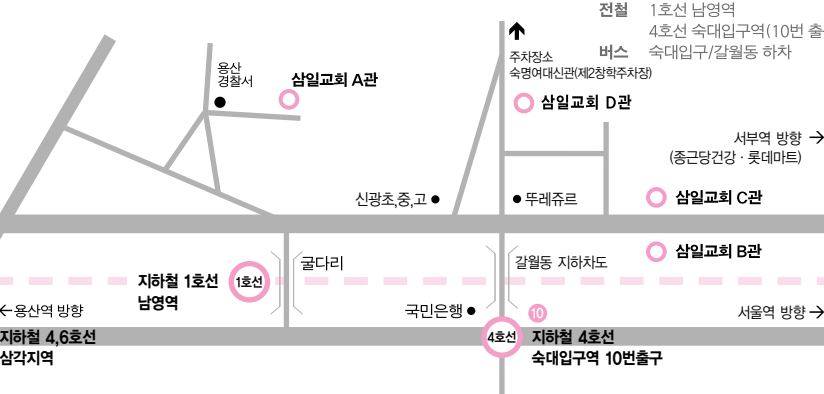 전철 1호선 남영역
4호선 숙대입구역(10번 출
버스 숙대입구/갈월동 하차
주차장소
숙명여대신관(제2창학주차장)
용산
경찰서
삼일교회 A관
삼일교회 D관
서부역 방향
(종근당건강 · 롯데마트)
신광초,중,고
뚜레쥬르
삼일교회 C관
삼일교회 B관
굴다리
갈월동 지하차도
지하철 1호선
남영역
1호선
용산역 방향
국민은행
10
서울역 방향
지하철 4,6호선
삼각지역
4호선
지하철 4호선
숙대입구역 10번출구